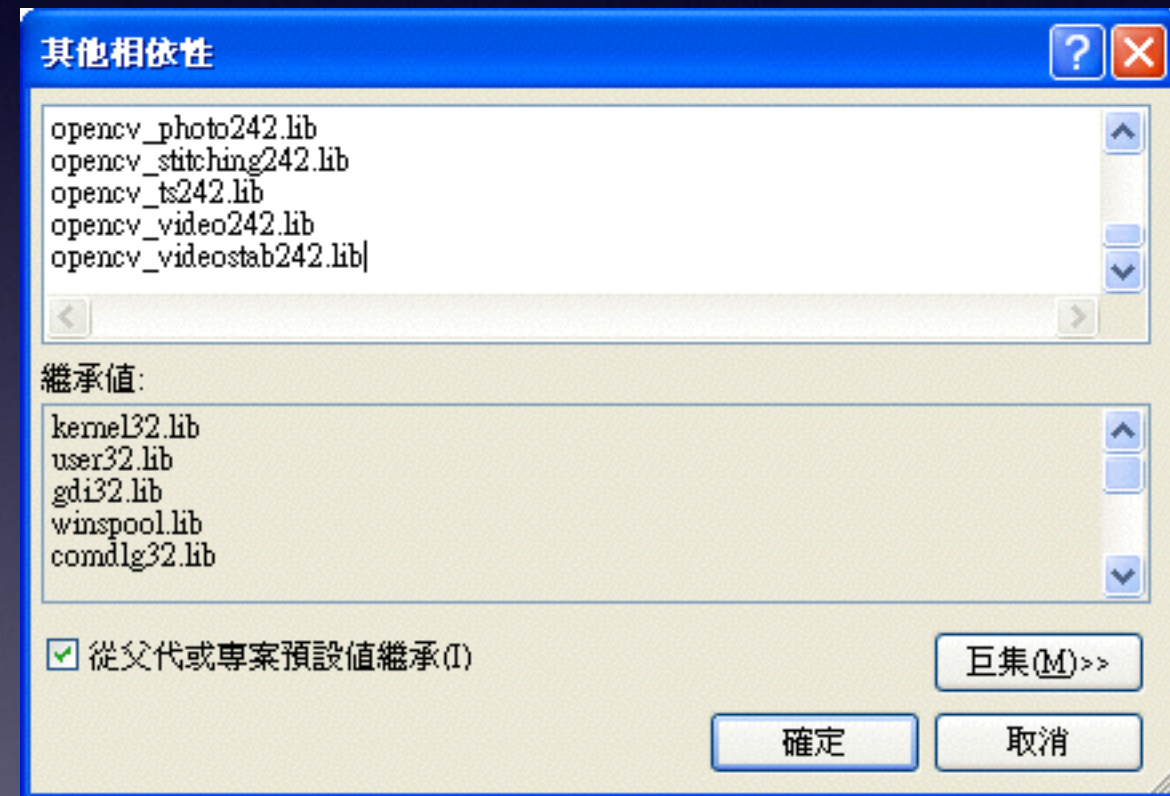 其他相依性
opencv_photo242.lib
opencv_stitching242.lib
opencv_ts242.lib
opencv_video242.lib
opencv_videostab242.lib
繼承值:
kernel32.lib
user32.lib
gdi32.lib
winspool.lib
comdlg32.lib
從父代或專案預設值繼承(I)
巨集(M)>>
確定
取消